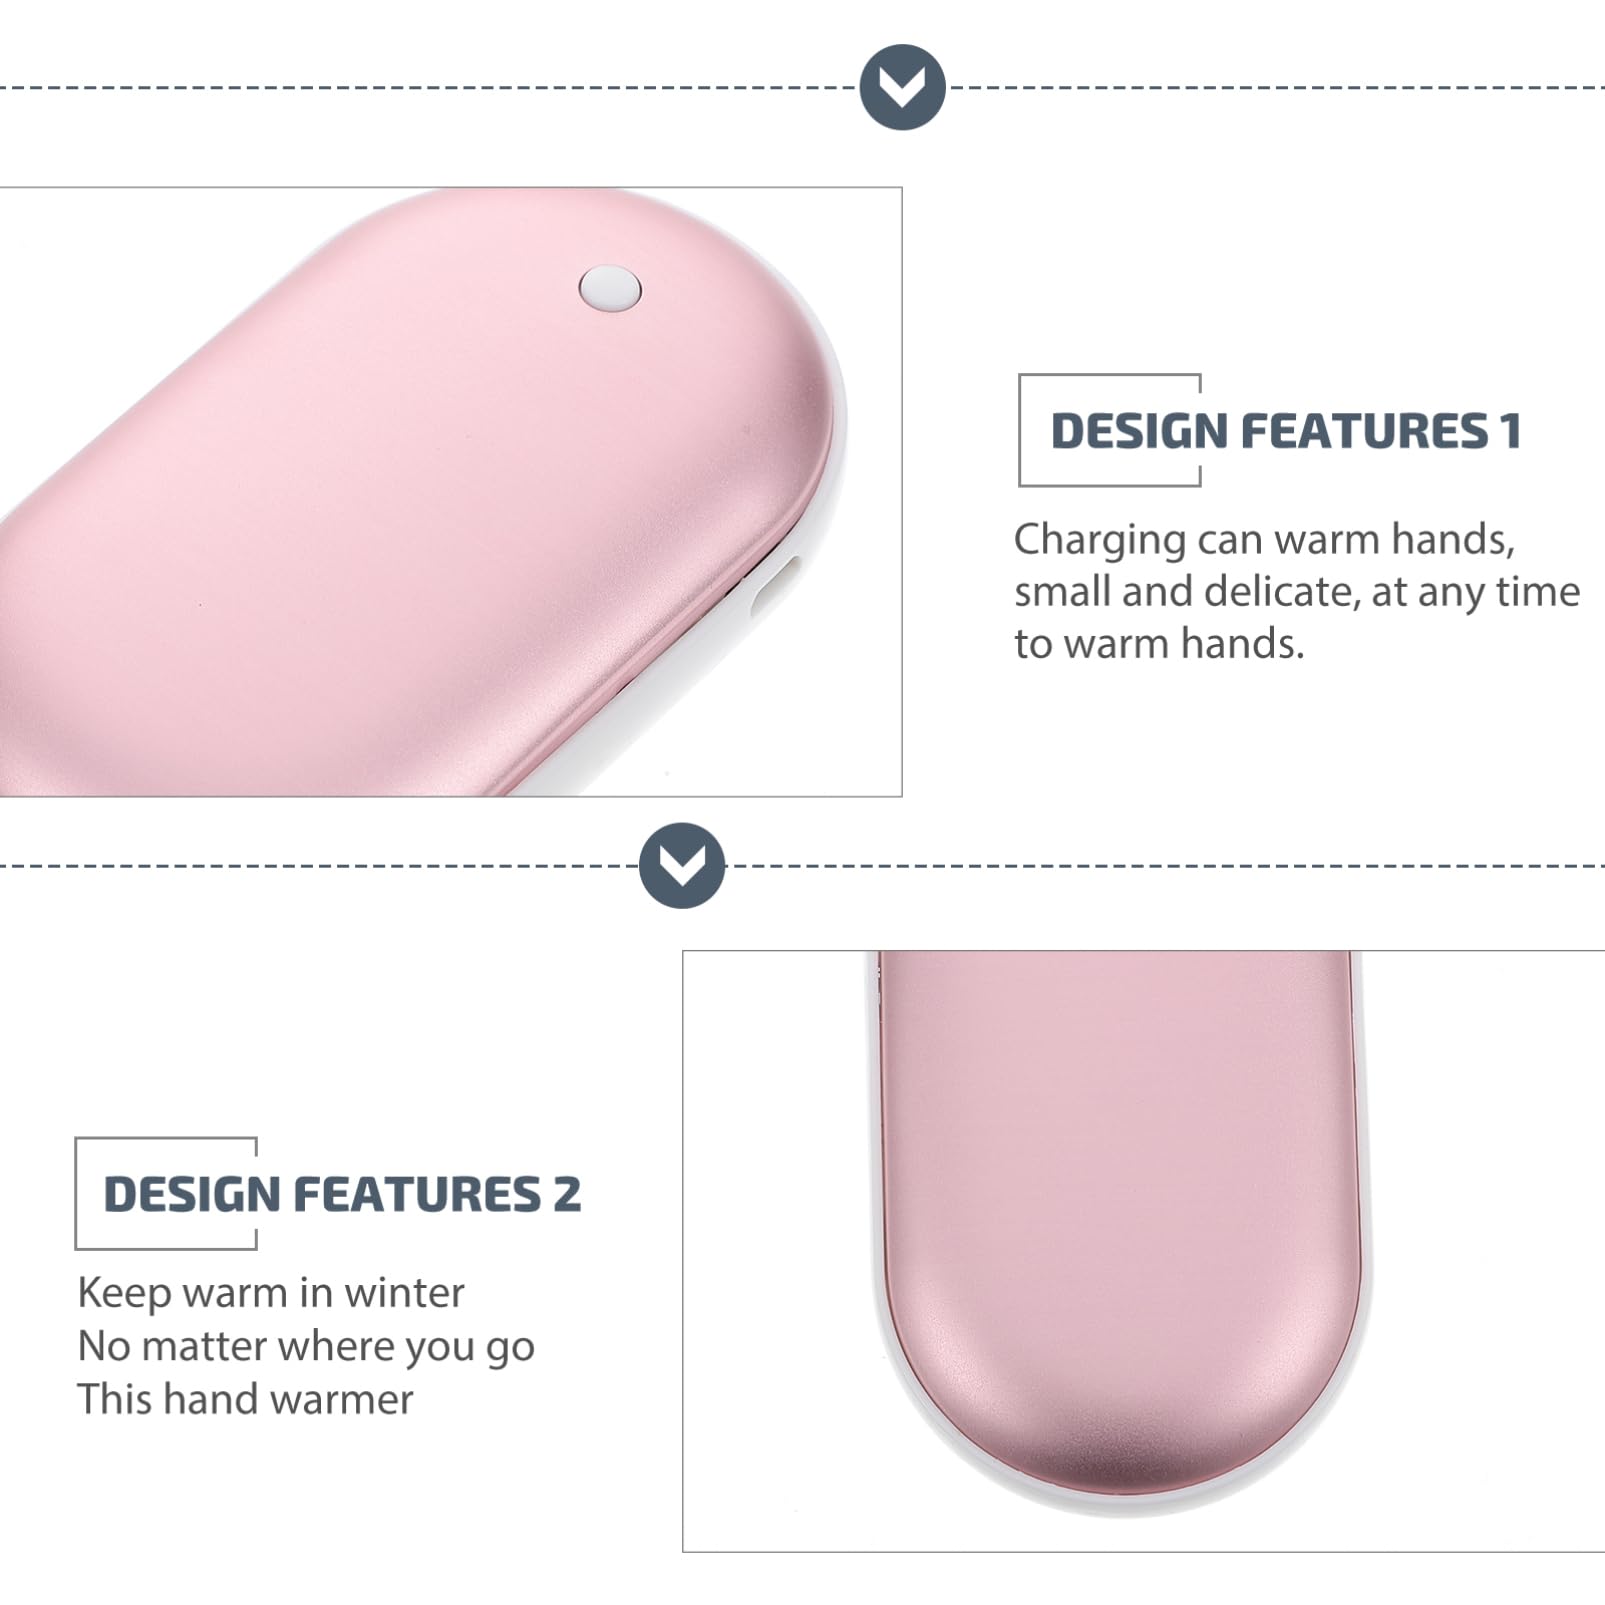 DESIGN FEATURES 1
Charging can warm hands,
small and delicate, at any time
to warm hands.
DESIGN FEATURES 2
Keep warm in winter
No matter where you go
This hand warmer